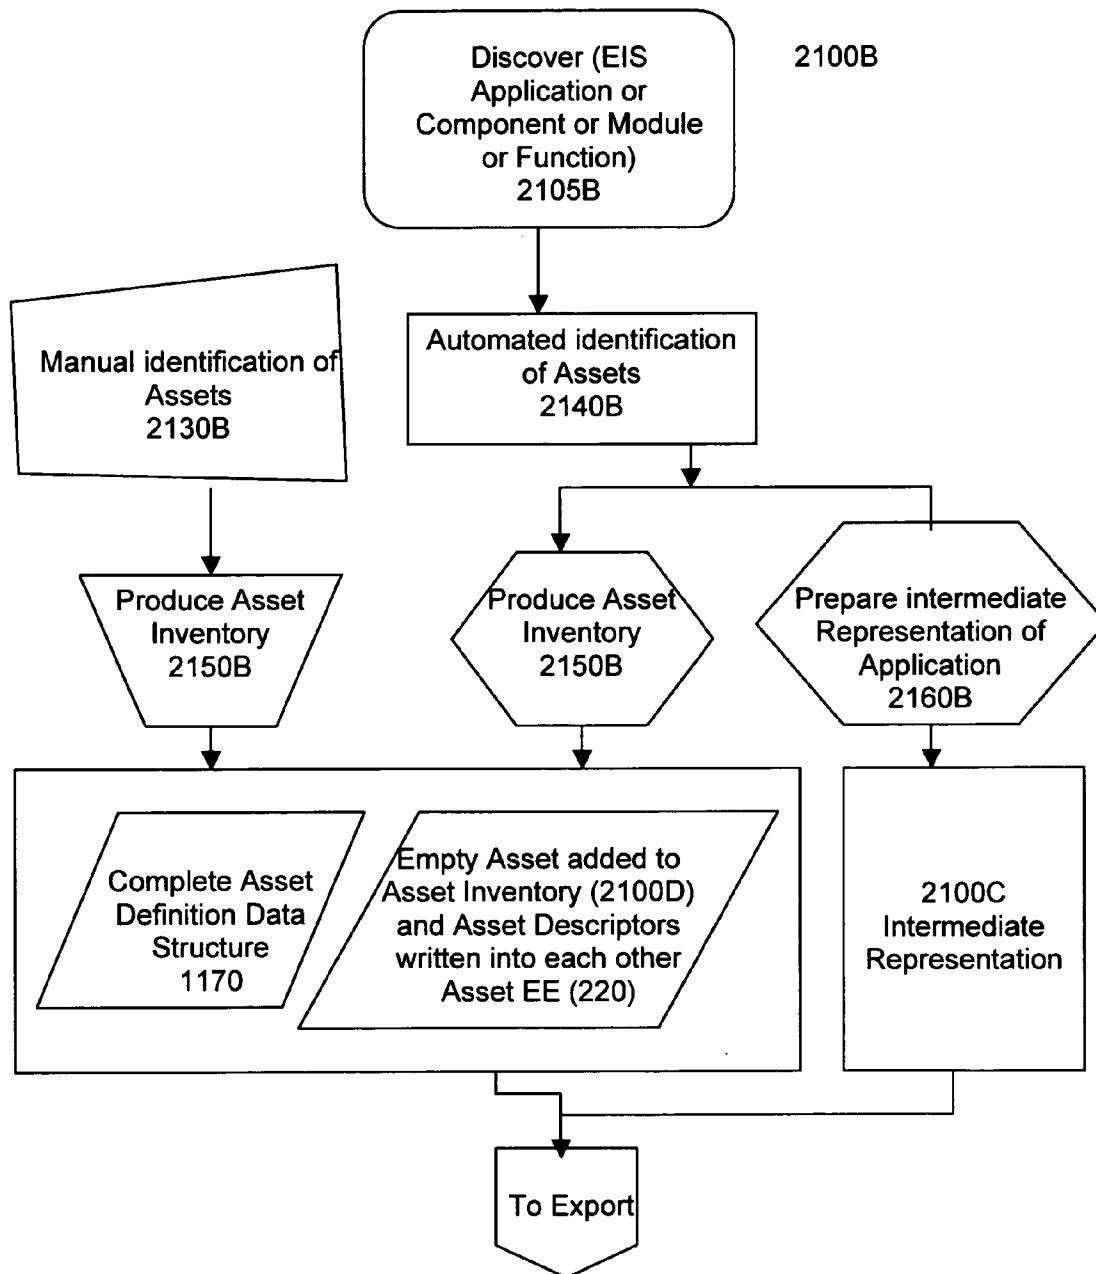 Discover (EIS
Application or
Component or Module
or Function)
2105B
2100B
Manual identification of
Assets
2130B
Automated identification
of Assets
2140B
Produce Asset
Inventory
2150B
Produce Asset
Inventory
2150B
Prepare intermediate
Representation of
Application
2160B
Complete Asset
Definition Data
Structure
1170
Empty Asset added to
Asset Inventory (2100D)
and Asset Descriptors
written into each other
Asset EE (220)
2100C
Intermediate
Representation
To Export